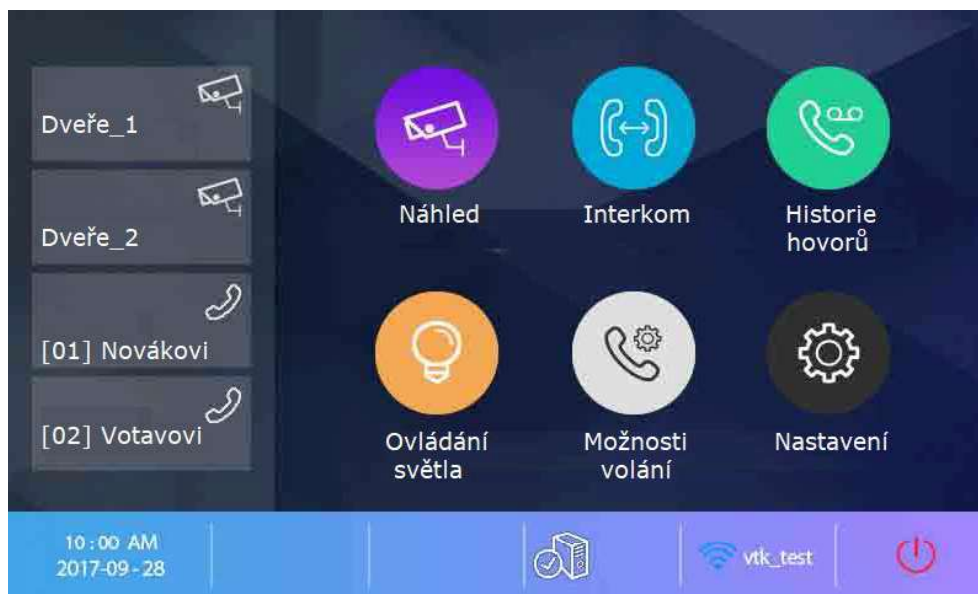 Dveře_1
Dveře_2
[01] Novákovi
[02] Votavovi
Náhled
Interkom
Historie
hovorů
Ovládání
světla
Možnosti
volání
Nastavení
10:00 AM
2017-09-28
vtk_test